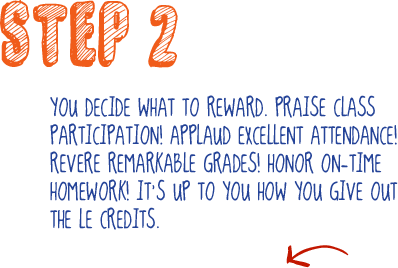 STEP 2
YOU DECIDE WHAT TO REWARD. PRAISE CLASS
PARTICIPATION! APPLAUD EXCELLENT ATTENDANCE!
REVERE REMARKABLE GRADES! HONOR ON-TIME
HOMEWORK! IT'S UP TO YOU HOW YOU GIVE OUT
THE LE CREDITS.